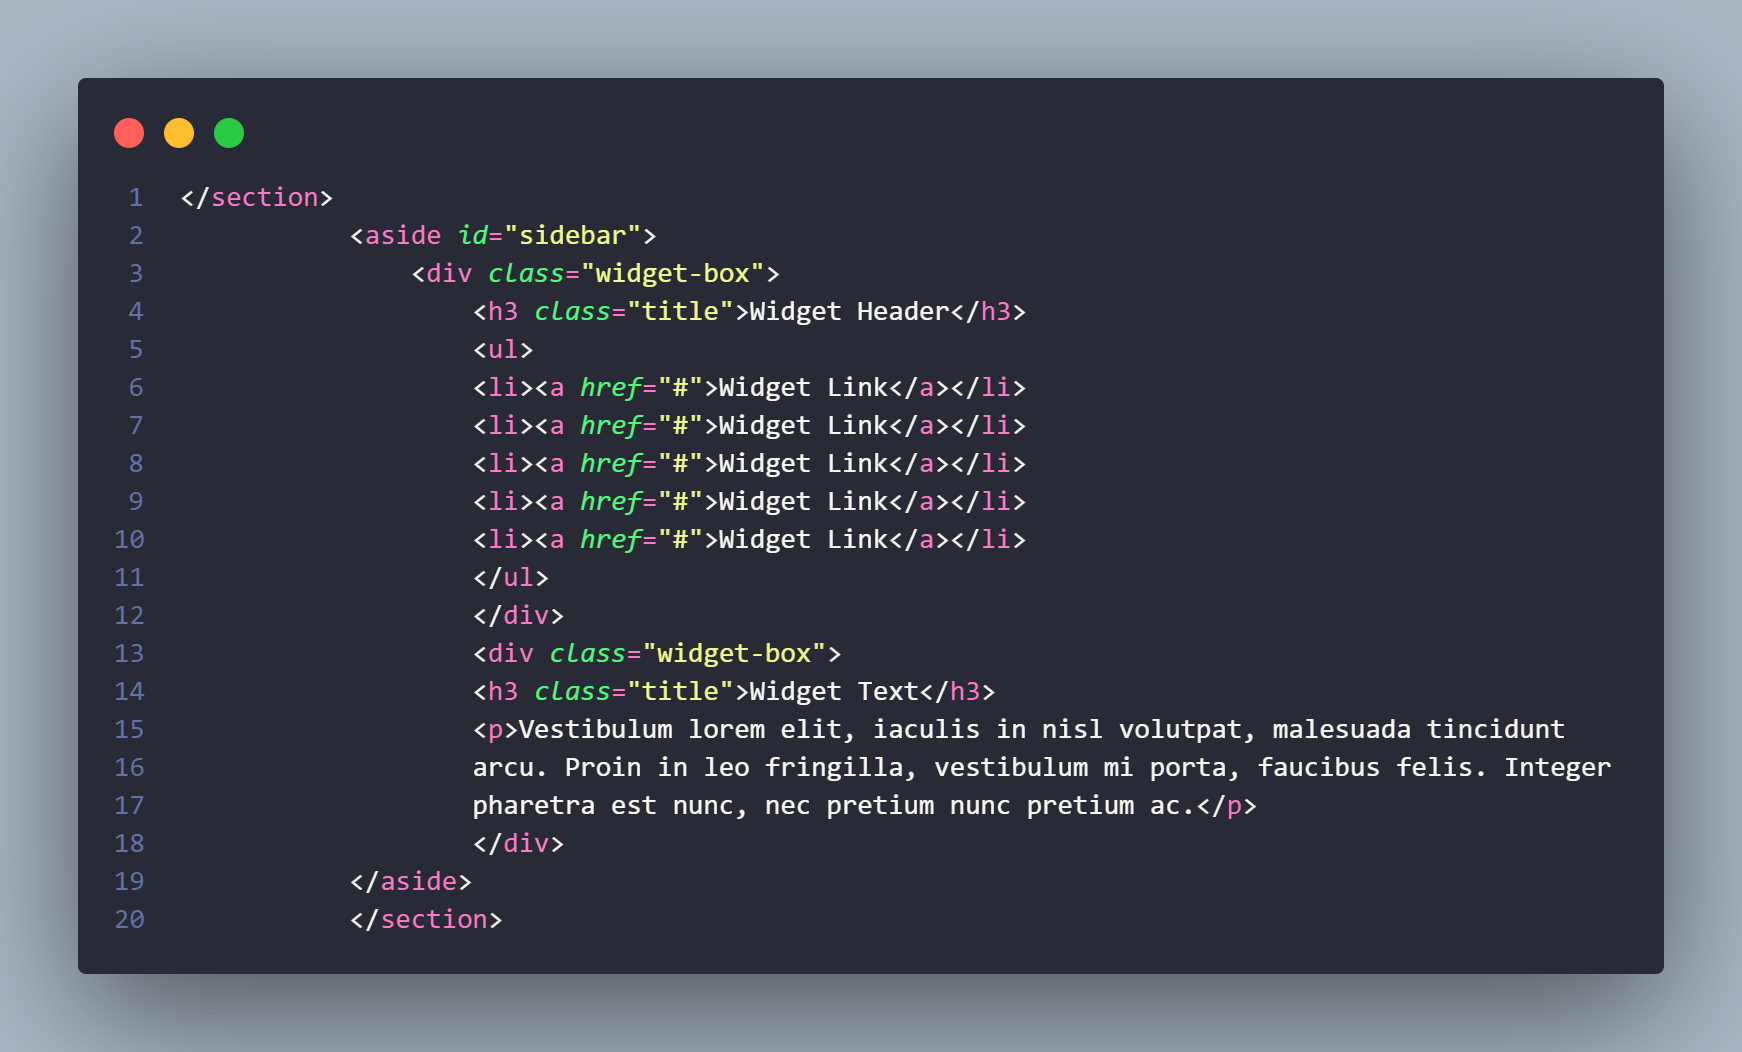 1 </section>
2 <aside id="sidebar">
3 <div class="widget-box">
4 <h3 class="title">Widget Header</h3>
5 <ul>
6 <li><a href="#">Widget Link</a></li>
7 <li><a href="#">Widget Link</a></li>
8 <li><a href="#">Widget Link</a></li>
9 <li><a href="#">Widget Link</a></li>
10 <li><a href="#">Widget Link</a></li>
11 </ul>
12 </div>
13 <div class="widget-box">
14 <h3 class="title">Widget Text</h3>
15 <p>Vestibulum lorem elit, iaculis in nisl volutpat, malesuada tincidunt
16 arcu. Proin in leo fringilla, vestibulum mi porta, faucibus felis. Integer
17 pharetra est nunc, nec pretium nunc pretium ac.</p>
18 </div>
19 </aside>
20 </section>